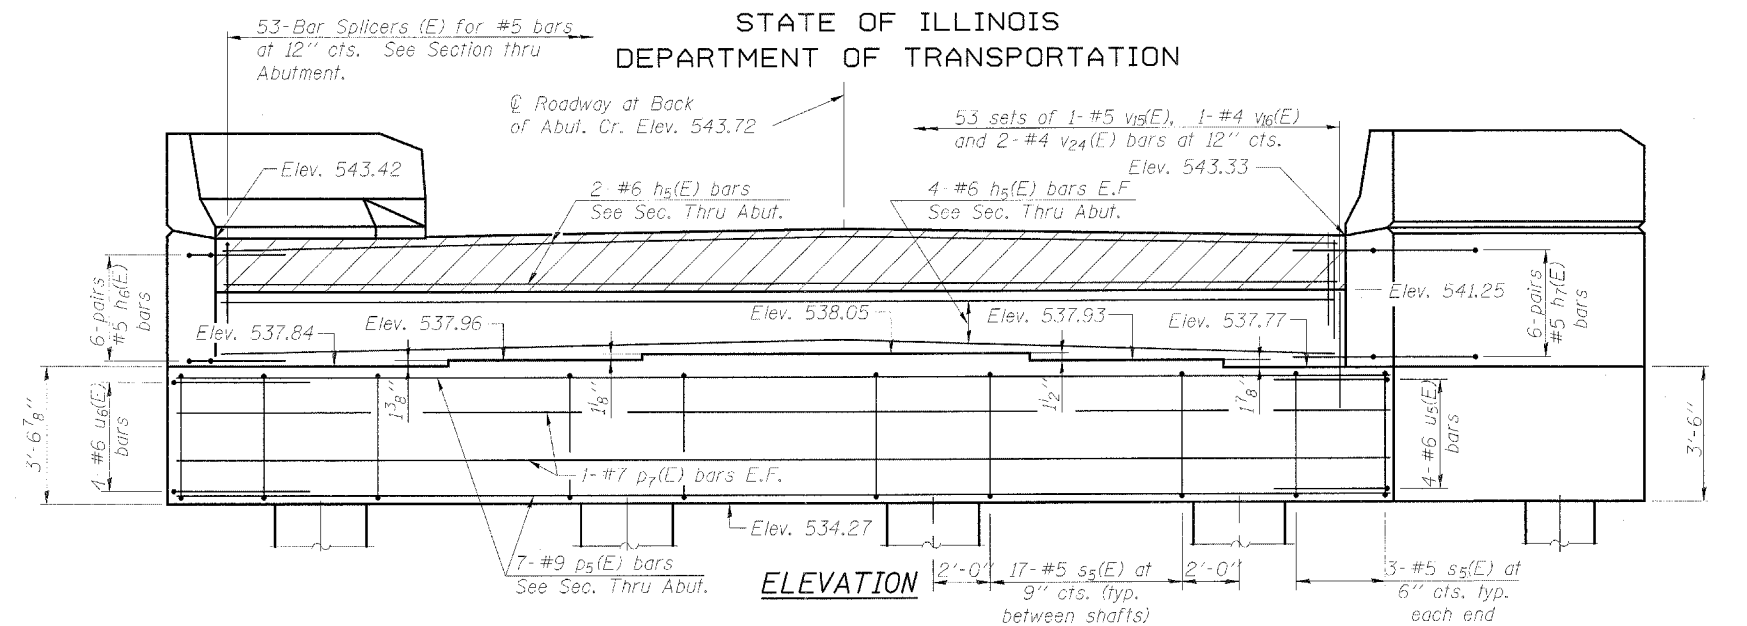 STATE OF ILLINOIS
DEPARTMENT OF TRANSPORTATION
53-Bar Splicers (E) for #5 bars
at 12" cts. See Section thru
Abutment.
℄ Roadway at Back
of Abut. Cr. Elev. 543.72
53 sets of 1-#5 v15(E), 1-#4 v16(E)
and 2-#4 v24(E) bars at 12" cts.
Elev. 543.42
Elev. 543.33
2-#6 h5(E) bars
See Sec. Thru Abut.
4-#6 h5(E) bars E.F
See Sec. Thru Abut.
6-pairs
#5 h6(E)
bars
Elev. 541.25
6-pairs
#5 h7(E)
bars
Elev. 537.84
Elev. 537.96
Elev. 538.05
Elev. 537.93
Elev. 537.77
3'-6⅞"
4-#6 u6(E)
bars
1⅜"
1⅛"
1½"
1⅞"
4-#6 u5(E)
bars
3'-6"
1-#7 p7(E) bars E.F.
Elev. 534.27
7-#9 p5(E) bars
See Sec. Thru Abut.
ELEVATION
2'-0"
17-#5 s5(E) at
9" cts. (typ.
between shafts)
2'-0"
3-#5 s5(E) at
6" cts. typ.
each end